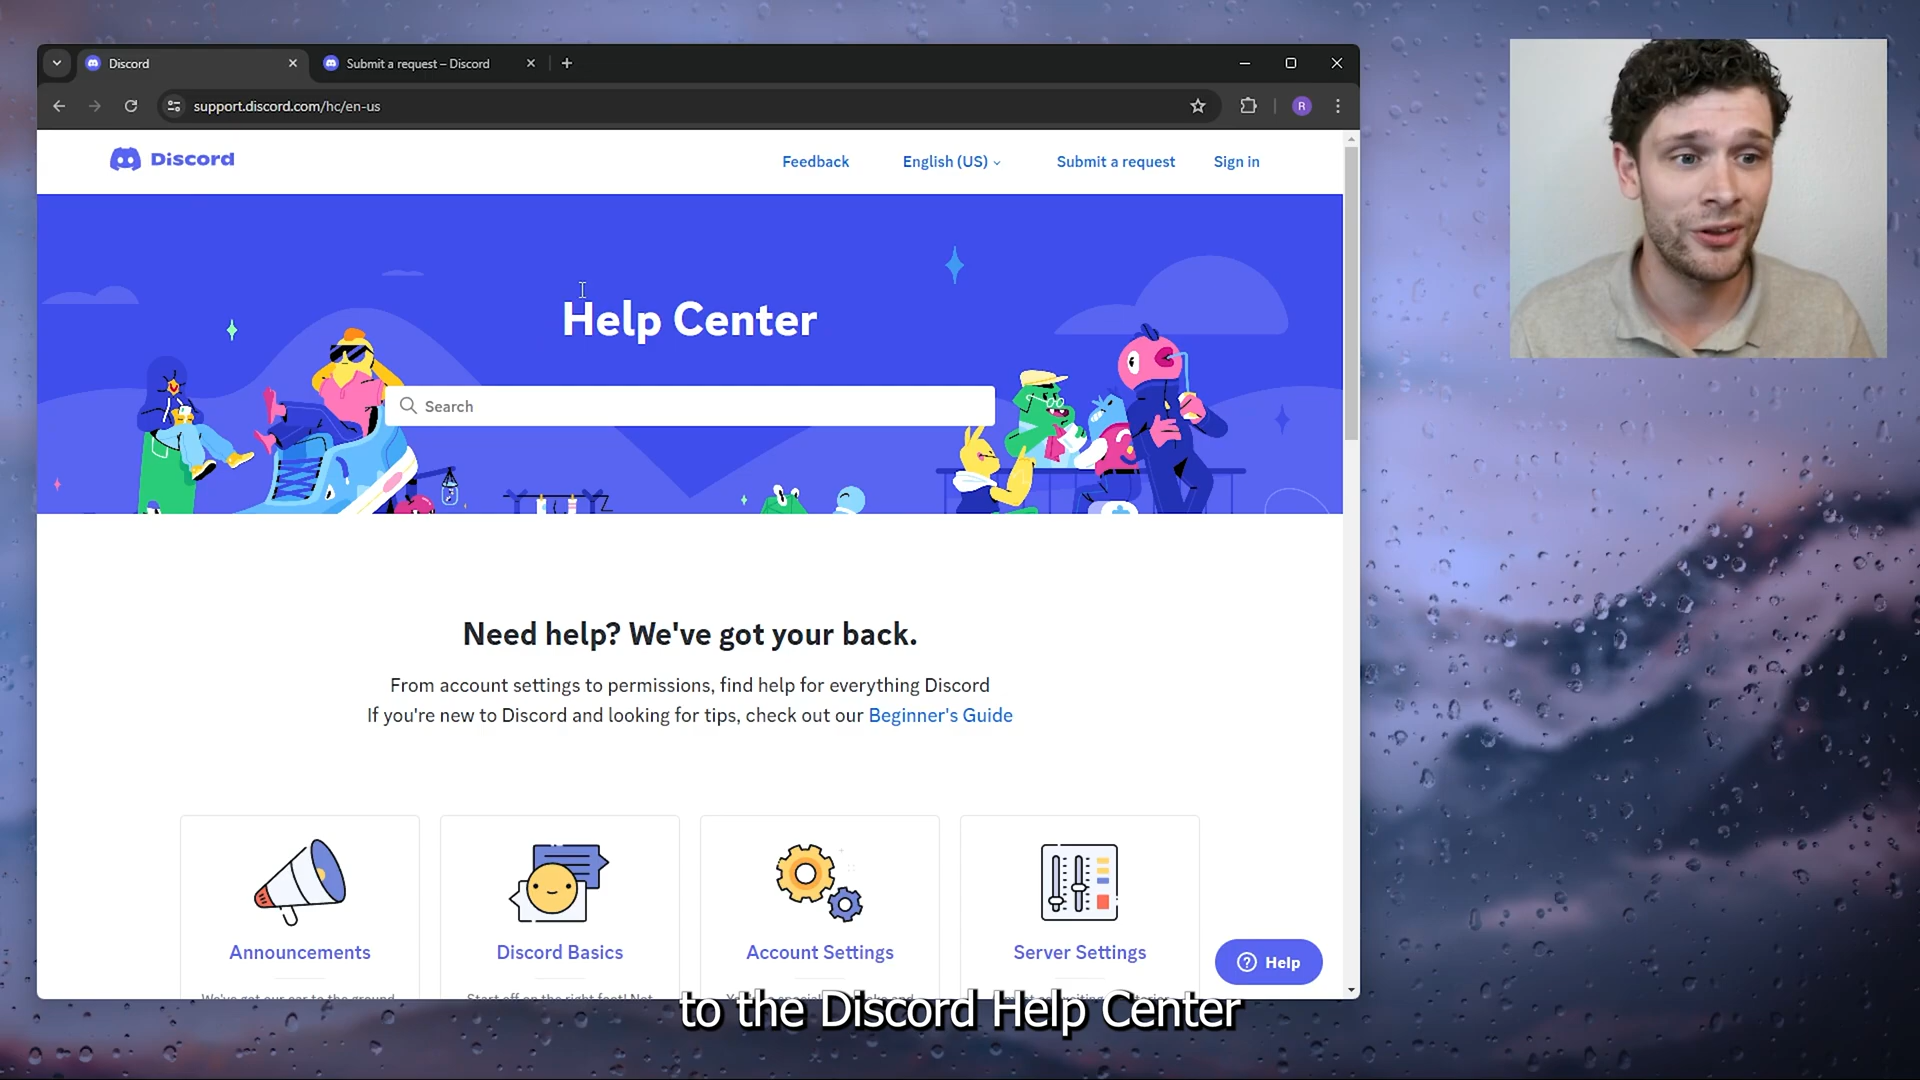 Discord
Submit a request – Discord
support.discord.com/hc/en-us
R
Discord
Feedback
English (US)
Submit a request
Sign in
Help Center
Search
Need help? We've got your back.
From account settings to permissions, find help for everything Discord
If you're new to Discord and looking for tips, check out our Beginner's Guide
Announcements
Discord Basics
Account Settings
Server Settings
Help
to the Discord Help Center